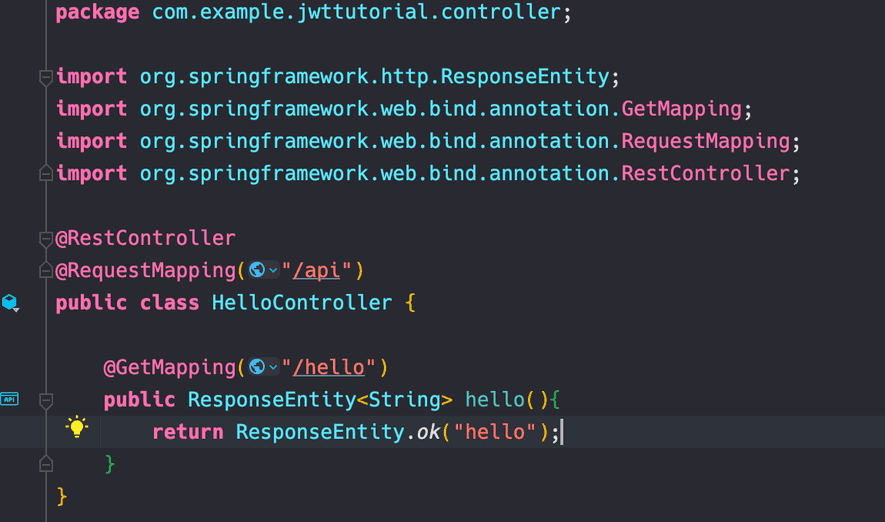 package com.example.jwttutorial.controller;
import org.springframework.http.ResponseEntity;
import org.springframework.web.bind.annotation.GetMapping;
import org.springframework.web.bind.annotation.RequestMapping;
import org.springframework.web.bind.annotation.RestController;
@RestController
@RequestMapping("/api")
public class HelloController {
@GetMapping("/hello")
API public ResponseEntity<String> hello(){
return ResponseEntity.ok("hello");
}
}